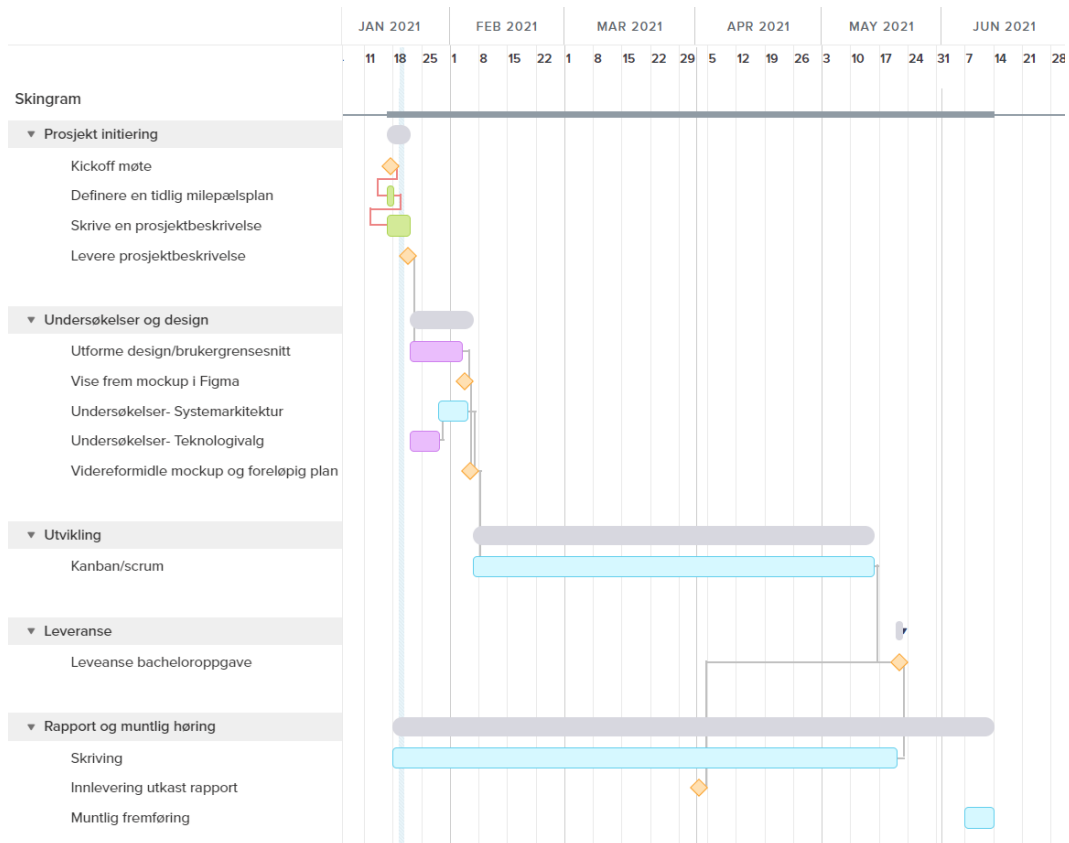 JAN 2021 FEB 2021 MAR 2021 APR 2021 MAY 2021 JUN 2021
11 18 25 1 8 15 22 1 8 15 22 29 5 12 19 26 3 10 17 24 31 7 14 21 28
Skingram
Prosjekt initiering
Kickoff møte
Definere en tidlig milepælsplan
Skrive en prosjektbeskrivelse
Levere prosjektbeskrivelse
Undersøkelser og design
Utforme design/brukergrensesnitt
Vise frem mockup i Figma
Undersøkelser- Systemarkitektur
Undersøkelser- Teknologivalg
Videreformidle mockup og foreløpig plan
Utvikling
Kanban/scrum
Leveranse
Leveanse bacheloroppgave
Rapport og muntlig høring
Skriving
Innlevering utkast rapport
Muntlig fremføring